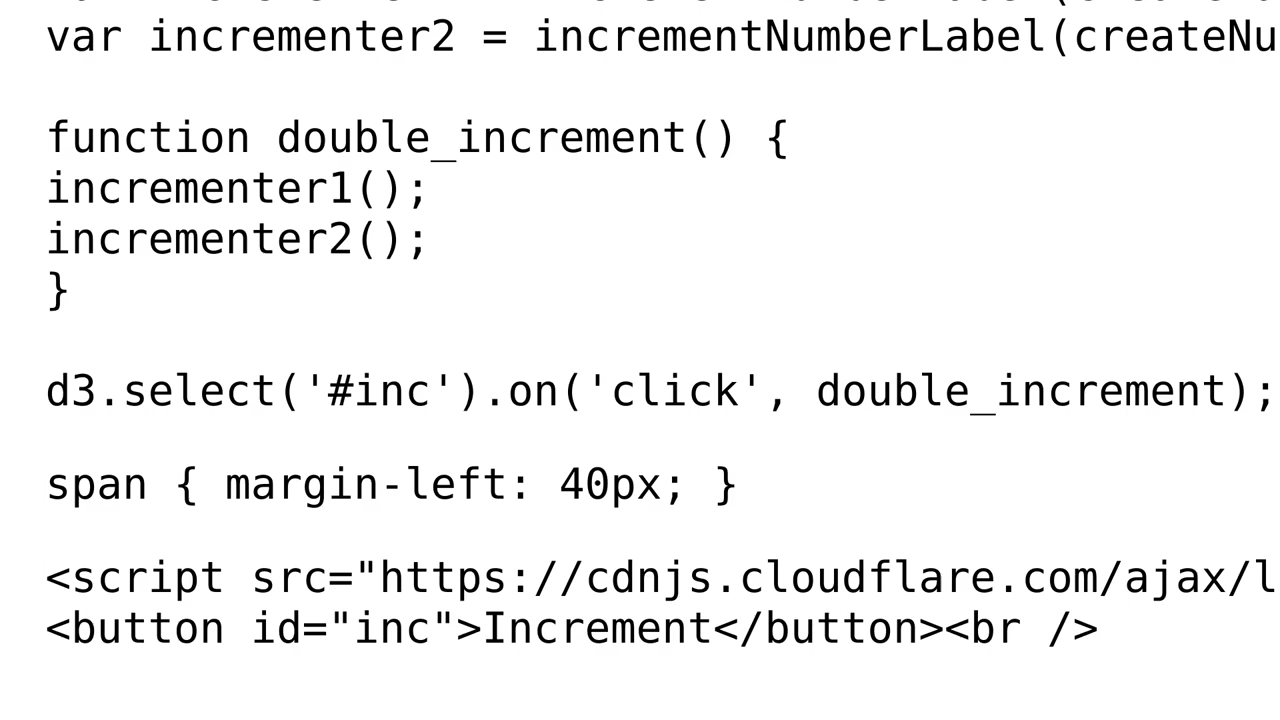 var incrementer2 = incrementNumberLabel(createNu
function double_increment() {
incrementer1();
incrementer2();
}
d3.select('#inc').on('click', double_increment);
span { margin-left: 40px; }
<script src="https://cdnjs.cloudflare.com/ajax/l
<button id="inc">Increment</button><br />